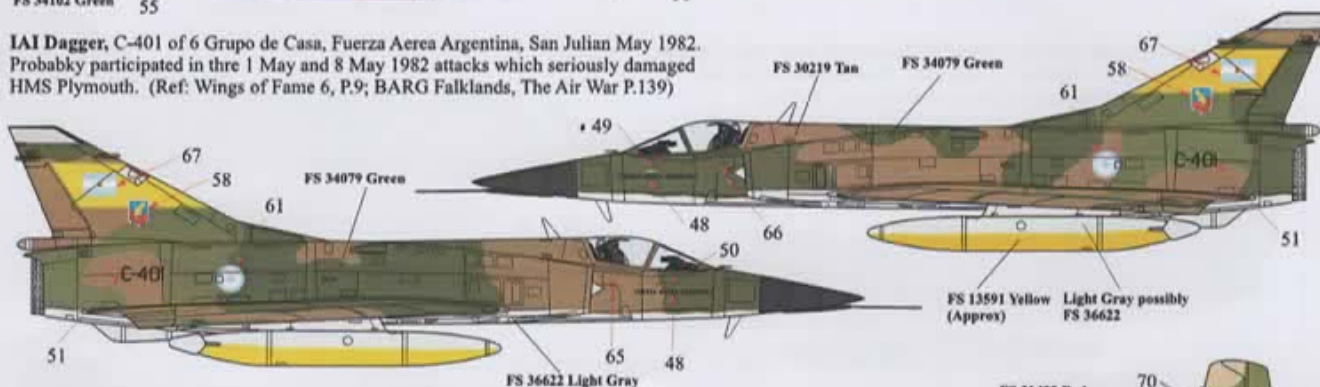 FS 34102 Green 55
IAI Dagger, C-401 of 6 Grupo de Casa, Fuerza Aerea Argentina, San Julian May 1982.
Probabky participated in thre 1 May and 8 May 1982 attacks which seriously damaged
HMS Plymouth. (Ref: Wings of Fame 6, P.9; BARG Falklands, The Air War P.139)
67
58
FS 30219 Tan
FS 34079 Green
61
49
C-401
48
66
51
FS 13591 Yellow
(Approx)
Light Gray possibly
FS 36622
67
58
FS 34079 Green
61
50
C-401
51
65
48
FS 36622 Light Gray
70